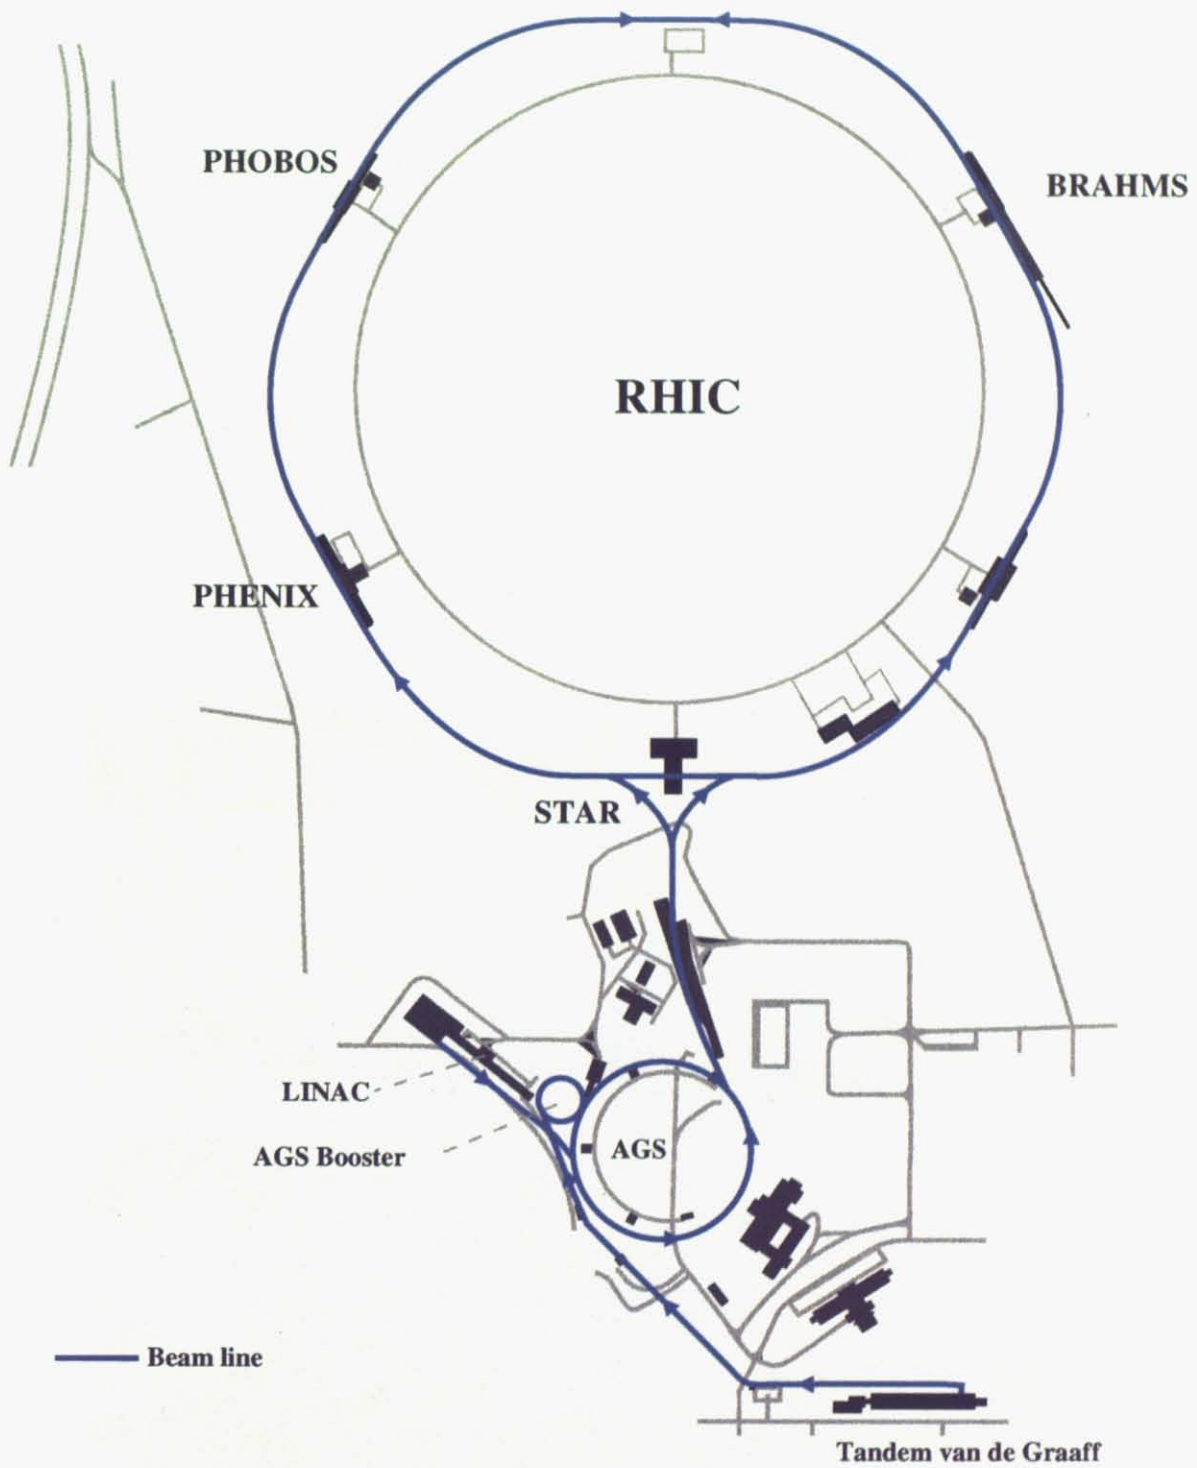 PHOBOS
BRAHMS
RHIC
PHENIX
STAR
LINAC
AGS Booster
AGS
Beam line
Tandem van de Graaff